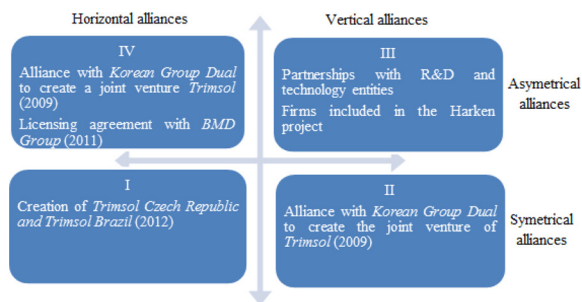 Horizontal alliances
Vertical alliances
IV
Alliance with Korean Group Dual
to create a joint venture Trimsol
(2009)
Licensing agreement with BMD
Group (2011)
III
Partnerships with R&D and
technology entities
Firms included in the Harken
project
Asymetrical
alliances
I
Creation of Trimsol Czech Republic
and Trimsol Brazil (2012)
II
Alliance with Korean Group Dual
to create the joint venture of
Trimsol (2009)
Symetrical
alliances